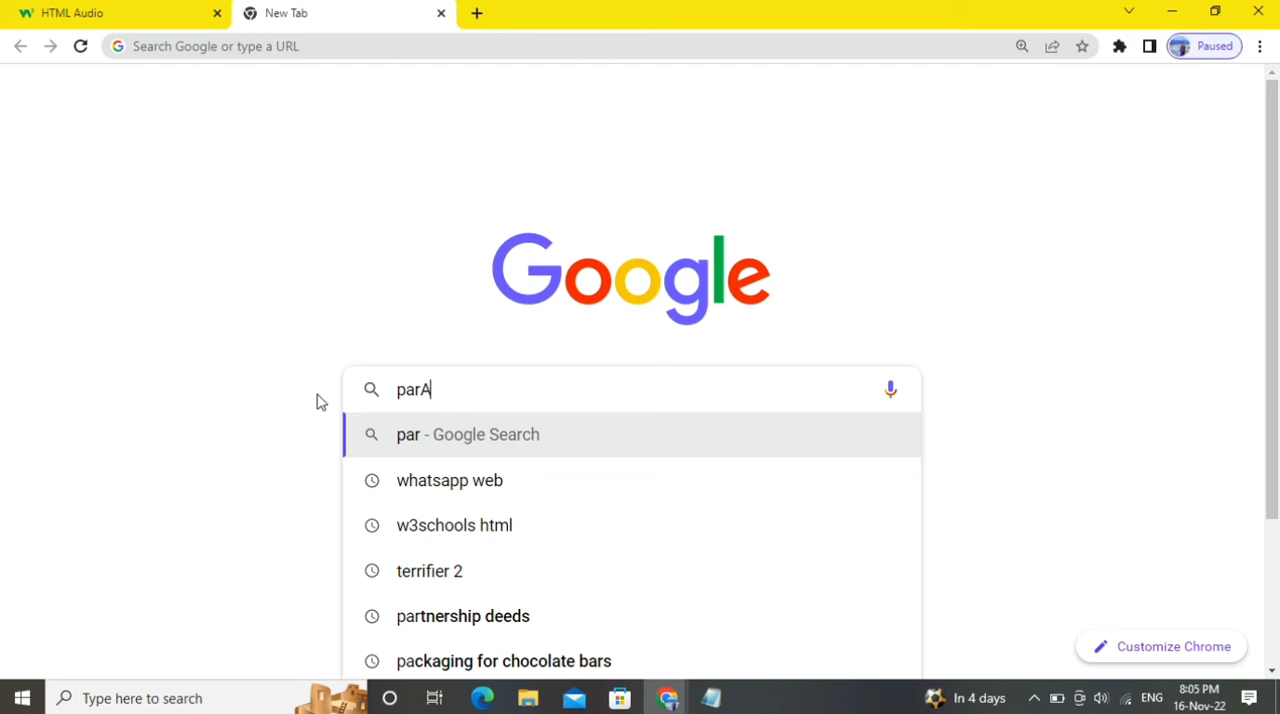 HTML Audio
New Tab
Search Google or type a URL
Paused
Google
parA
par - Google Search
whatsapp web
w3schools html
terrifier 2
partnership deeds
packaging for chocolate bars
Customize Chrome
Type here to search
In 4 days
ENG
8:05 PM
16-Nov-22